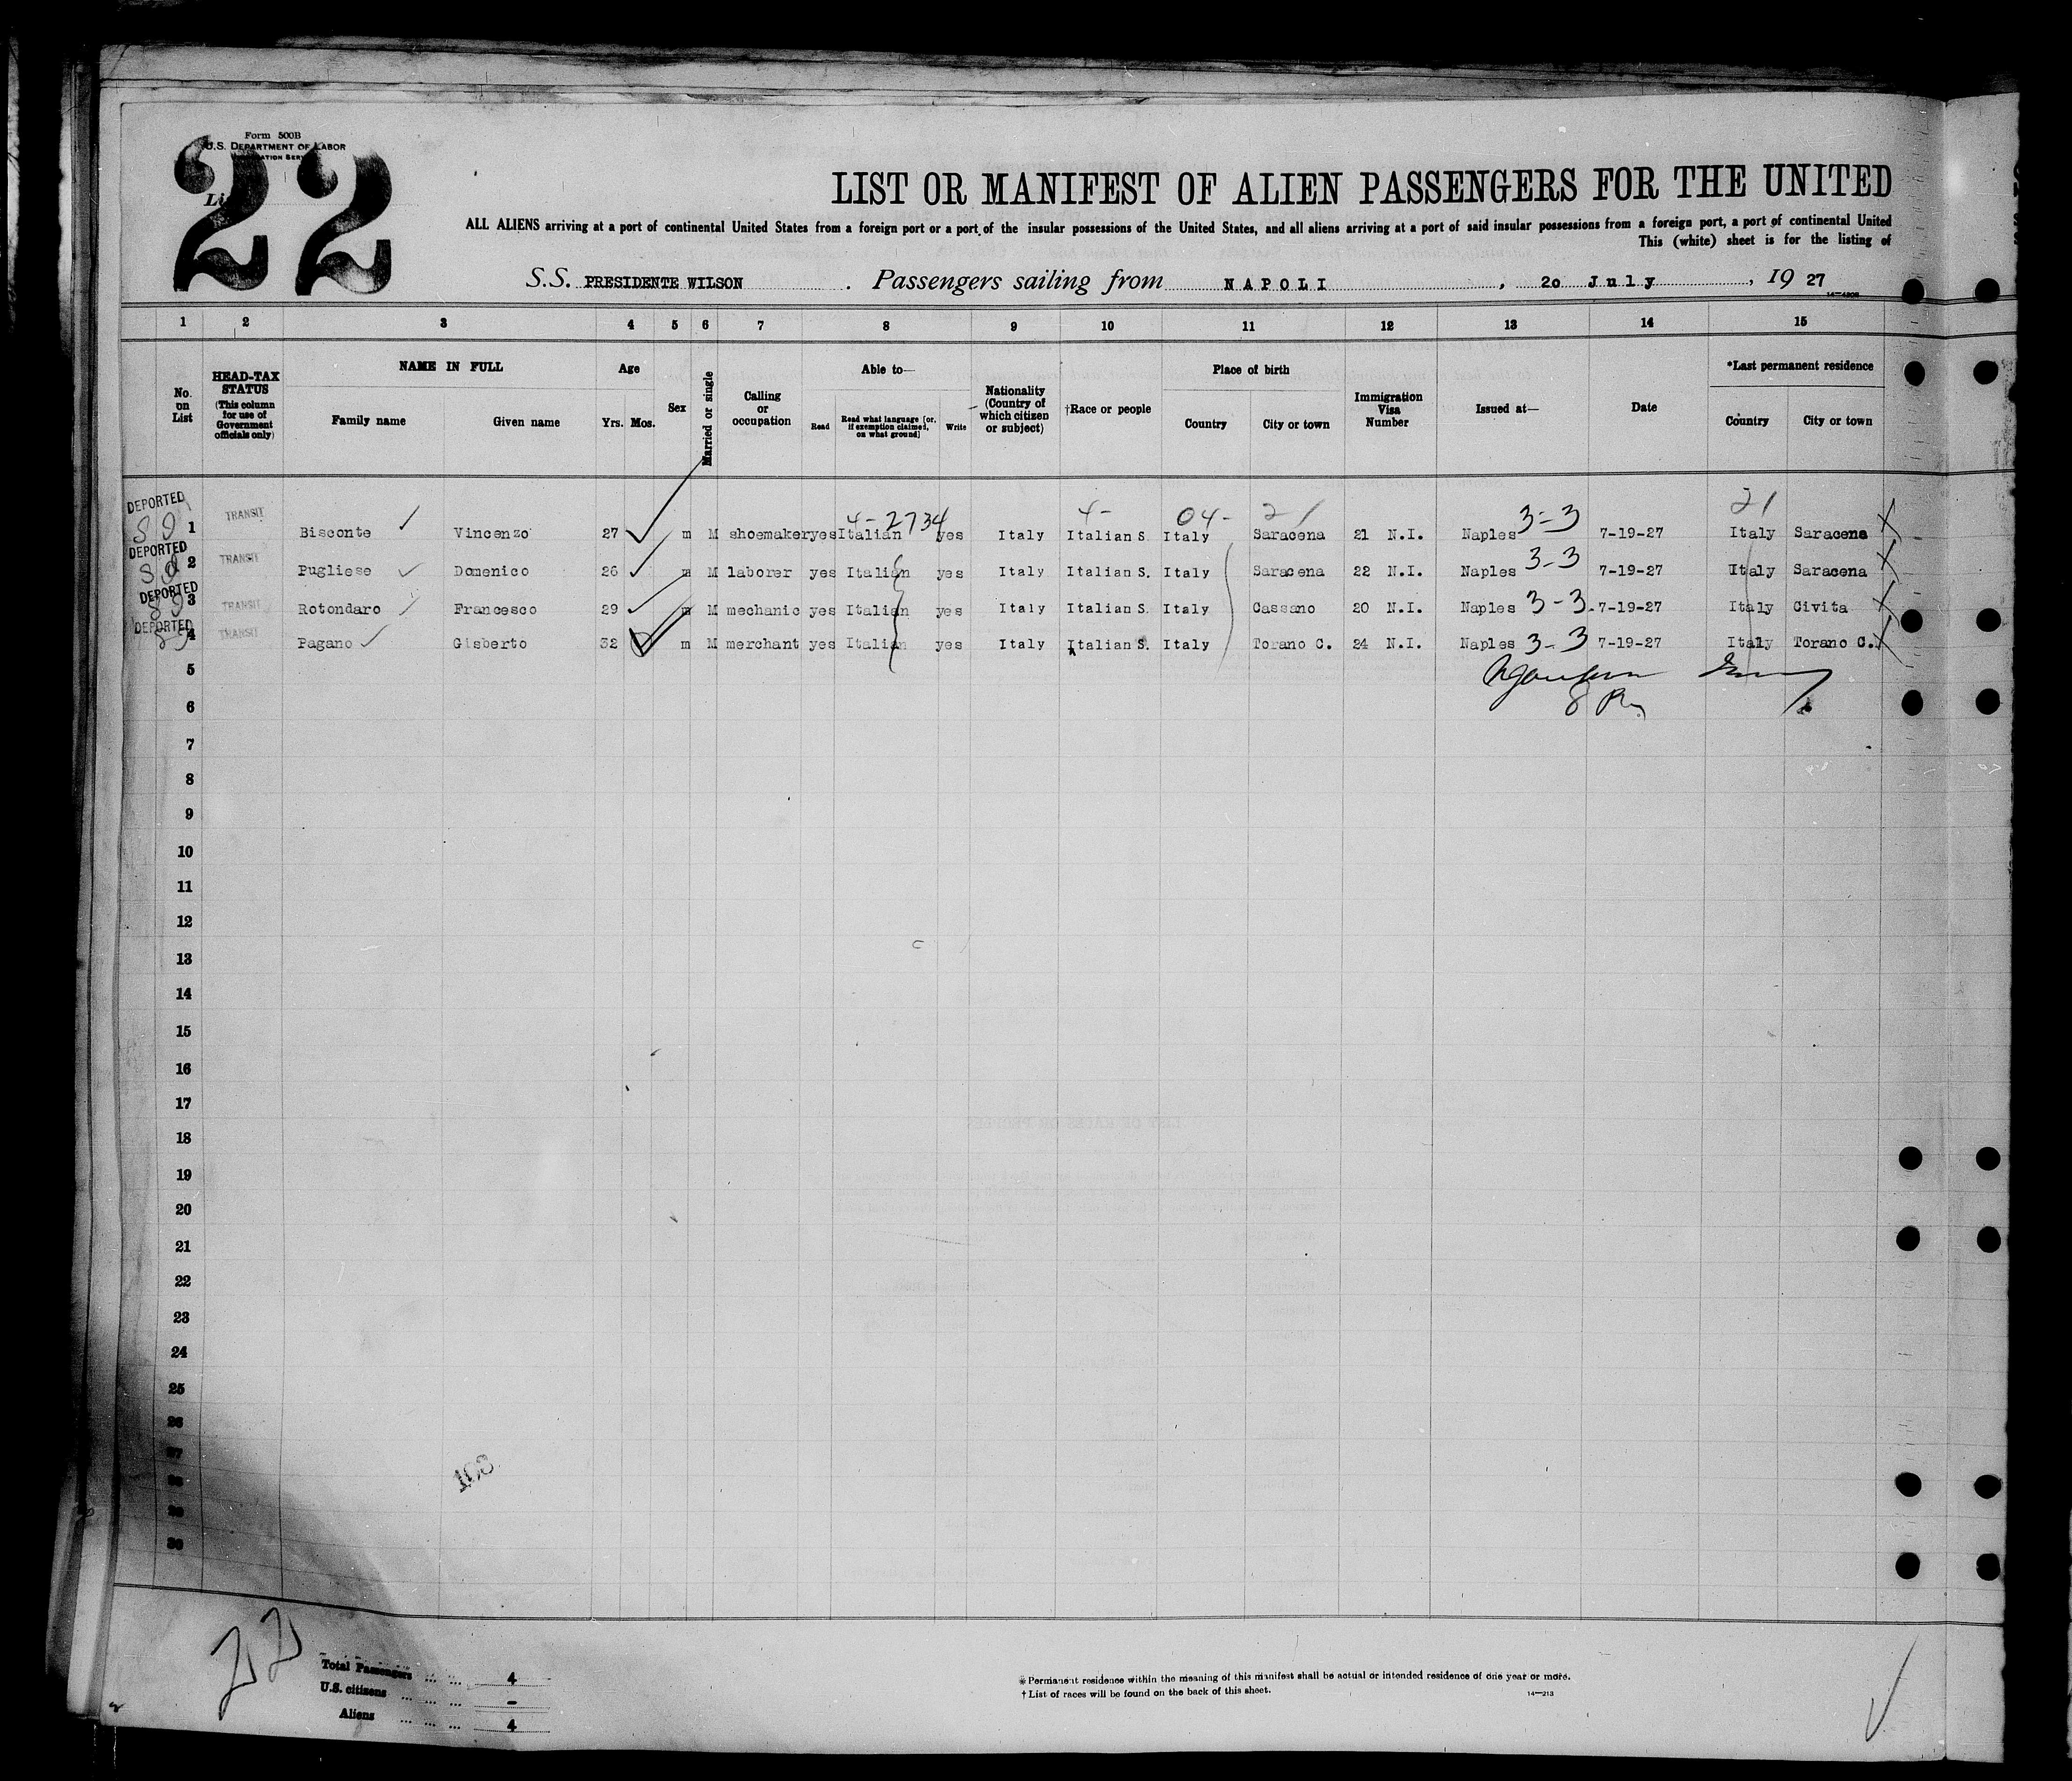 Form 500B
U.S. DEPARTMENT OF LABOR
22
LIST OR MANIFEST OF ALIEN PASSENGERS FOR THE UNITED
ALL ALIENS arriving at a port of continental United States from a foreign port or a port of the insular possessions of the United States, and all aliens arriving at a port of said insular possessions from a foreign port, a port of continental United
This (white) sheet is for the listing of
S.S. PRESIDENTE WILSON . Passengers sailing from NAPOLI , 20 July , 19 27
1 2 3 4 5 6 7 8 9 10 11 12 13 14 15
No. on List
HEAD-TAX STATUS (This column for use of Government officials only)
NAME IN FULL
Family name Given name
Age
Yrs. Mos.
Sex
Married or single
Calling or occupation
Able to—
Read
Read what language [or, if exemption claimed, on what ground]
Write
Nationality (Country of which citizen or subject)
†Race or people
Place of birth
Country City or town
Immigration Visa Number
Issued at—
Date
*Last permanent residence
Country City or town
DEPORTED TRANSIT 4-2734 4- 04- 21 3-3 21
1 Bisconte Vincenzo 27 m M shoemaker yes Italian yes Italy Italian S. Italy Saracena 21 N.I. Naples 7-19-27 Italy Saracena
DEPORTED TRANSIT
2 Pugliese Domenico 26 m M laborer yes Italian yes Italy Italian S. Italy Saracena 22 N.I. Naples 3-3 7-19-27 Italy Saracena
DEPORTED TRANSIT
3 Rotondaro Francesco 29 m M mechanic yes Italian yes Italy Italian S. Italy Cassano 20 N.I. Naples 3-3 7-19-27 Italy Civita
DEPORTED TRANSIT
4 Pagano Gisberto 32 m M merchant yes Italian yes Italy Italian S. Italy Torano C. 24 N.I. Naples 3-3 7-19-27 Italy Torano C.
5
6
7
8
9
10
11
12
13
14
15
16
17
18
19
20
21
22
23
24
25
26
27
28
29
30
103
22
Total Passengers ... ... 4
U.S. citizens ... ... ... –
Aliens ... ... ... 4
* Permanent residence within the meaning of this manifest shall be actual or intended residence of one year or more.
† List of races will be found on the back of this sheet.
14—213